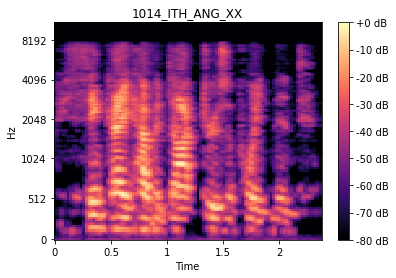 1014_ITH_ANG_XX
+0 dB
8192
-10 dB
4096
-20 dB
-30 dB
2048
-40 dB
Hz
1024
-50 dB
512
-60 dB
-70 dB
0
-80 dB
0 0.5 1 1.5 2
Time